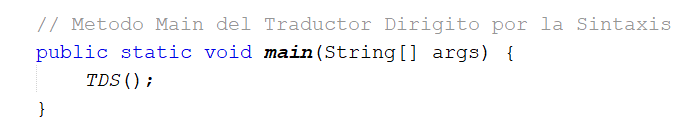 // Metodo Main del Traductor Dirigito por la Sintaxis
public static void main(String[] args) {
TDS();
}